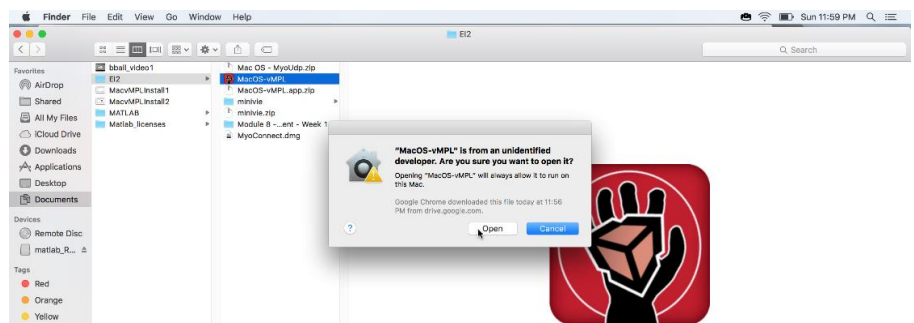 Finder File Edit View Go Window Help
Sun 11:59 PM
EI2
Search
Favorites
AirDrop
Shared
All My Files
iCloud Drive
Downloads
Applications
Desktop
Documents
Devices
Remote Disc
matlab_R...
Tags
Red
Orange
Yellow
bball_video1
EI2
MacvMPLInstall1
MacvMPLInstall2
MATLAB
Matlab_licenses
Mac OS - MyoUdp.zip
MacOS-vMPL
MacOS-vMPL.app.zip
minivie
minivie.zip
Module 8 -...ent - Week 1
MyoConnect.dmg
"MacOS-vMPL" is from an unidentified
developer. Are you sure you want to open it?
Opening "MacOS-vMPL" will always allow it to run on
this Mac.
Google Chrome downloaded this file today at 11:56
PM from drive.google.com.
?
Open
Cancel